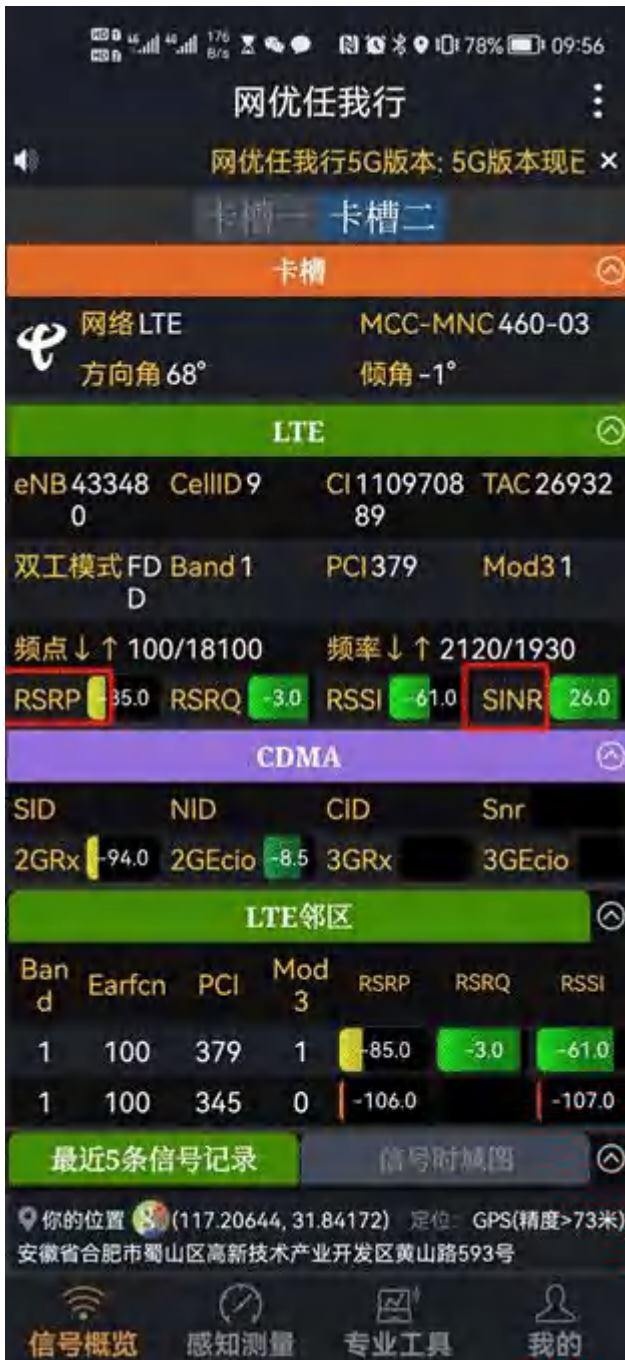 HD HD 4G 4G 176 B/s 78% 09:56
网优任我行
网优任我行5G版本: 5G版本现已 ×
卡槽一 卡槽二
卡槽
网络 LTE MCC-MNC 460-03
方向角 68° 倾角 -1°
LTE
eNB 43348 CellID 9 CI 1109708 TAC 26932
0 89
双工模式 FD Band 1 PCI 379 Mod3 1
D
频点↓↑ 100/18100 频率↓↑ 2120/1930
RSRP -85.0 RSRQ -3.0 RSSI -61.0 SINR 26.0
CDMA
SID NID CID Snr
2GRx -94.0 2GEcio -8.5 3GRx 3GEcio
LTE邻区
Ban Earfcn PCI Mod RSRP RSRQ RSSI
d 3
1 100 379 1 -85.0 -3.0 -61.0
1 100 345 0 -106.0 -107.0
最近5条信号记录 信号时域图
你的位置 (117.20644, 31.84172) 定位: GPS(精度>73米)
安徽省合肥市蜀山区高新技术产业开发区黄山路593号
信号概览 感知测量 专业工具 我的